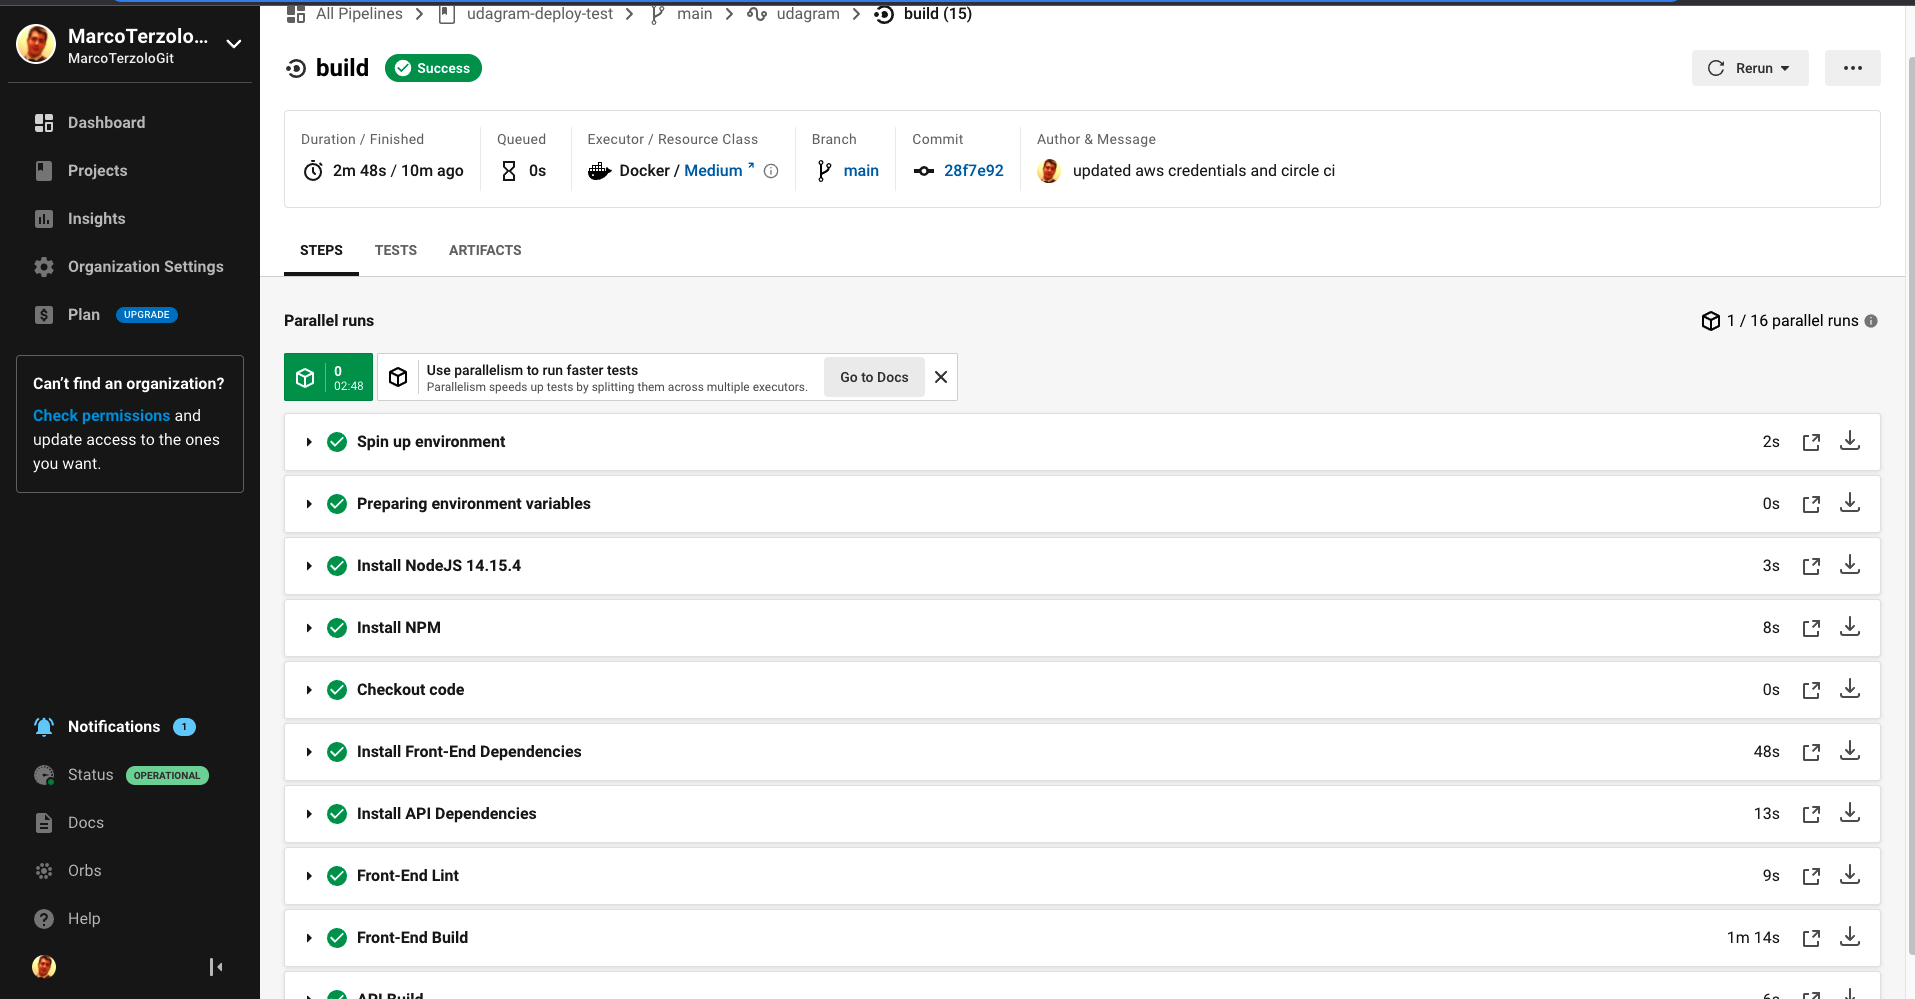 All Pipelines
udagram-deploy-test
main
udagram
build (15)
MarcoTerzolo...
MarcoTerzoloGit
Dashboard
Projects
Insights
Organization Settings
Plan UPGRADE
Can't find an organization?
Check permissions and
update access to the ones
you want.
Notifications 1
Status OPERATIONAL
Docs
Orbs
Help
build Success
Rerun
Duration / Finished
2m 48s / 10m ago
Queued
0s
Executor / Resource Class
Docker / Medium
Branch
main
Commit
28f7e92
Author & Message
updated aws credentials and circle ci
STEPS TESTS ARTIFACTS
Parallel runs
1 / 16 parallel runs
0
02:48
Use parallelism to run faster tests
Parallelism speeds up tests by splitting them across multiple executors.
Go to Docs
Spin up environment 2s
Preparing environment variables 0s
Install NodeJS 14.15.4 3s
Install NPM 8s
Checkout code 0s
Install Front-End Dependencies 48s
Install API Dependencies 13s
Front-End Lint 9s
Front-End Build 1m 14s
API Build 6s